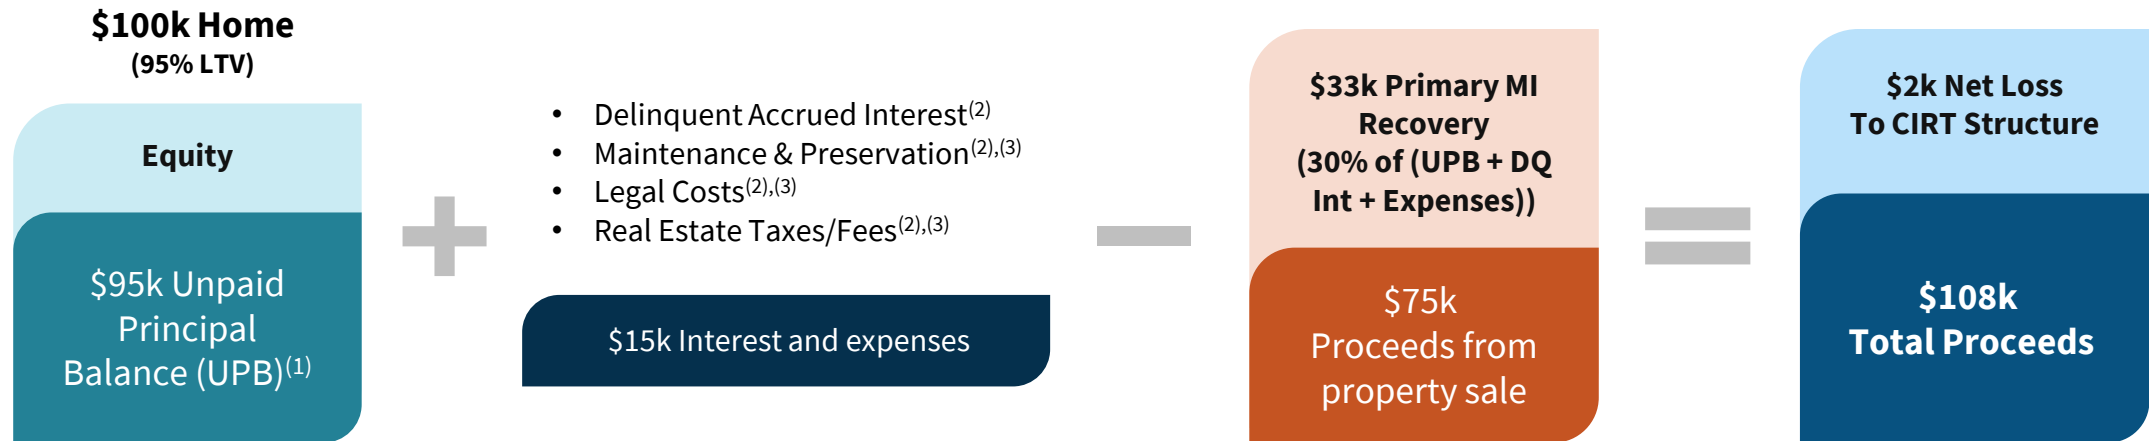 $100k Home
(95% LTV)
Equity
$95k Unpaid
Principal
Balance (UPB)(1)
• Delinquent Accrued Interest(2)
• Maintenance & Preservation(2),(3)
• Legal Costs(2),(3)
• Real Estate Taxes/Fees(2),(3)
$15k Interest and expenses
$33k Primary MI
Recovery
(30% of (UPB + DQ
Int + Expenses))
$75k
Proceeds from
property sale
$2k Net Loss
To CIRT Structure
$108k
Total Proceeds